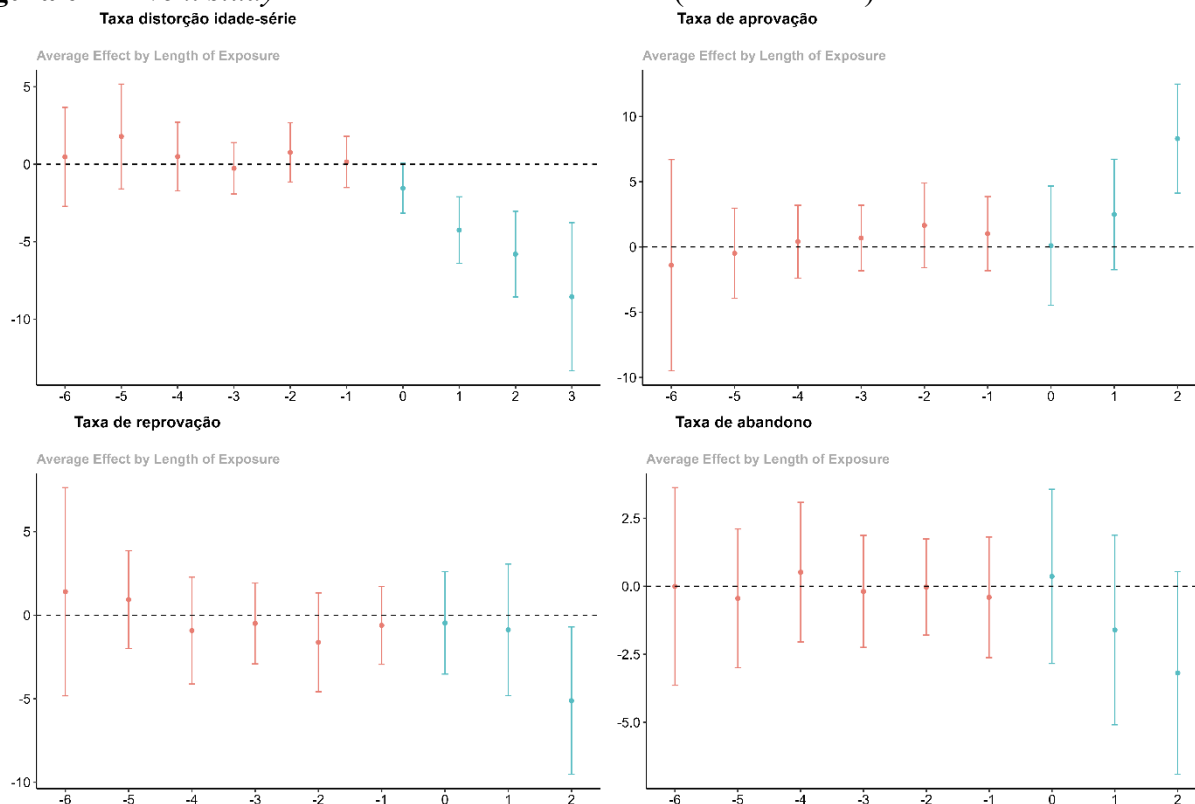 Taxa distorção idade-série
Average Effect by Length of Exposure
5
0
-5
-10
-6 -5 -4 -3 -2 -1 0 1 2 3
Taxa de aprovação
Average Effect by Length of Exposure
10
5
0
-5
-10
-6 -5 -4 -3 -2 -1 0 1 2
Taxa de reprovação
Average Effect by Length of Exposure
5
0
-5
-10
-6 -5 -4 -3 -2 -1 0 1 2
Taxa de abandono
Average Effect by Length of Exposure
2.5
0.0
-2.5
-5.0
-6 -5 -4 -3 -2 -1 0 1 2